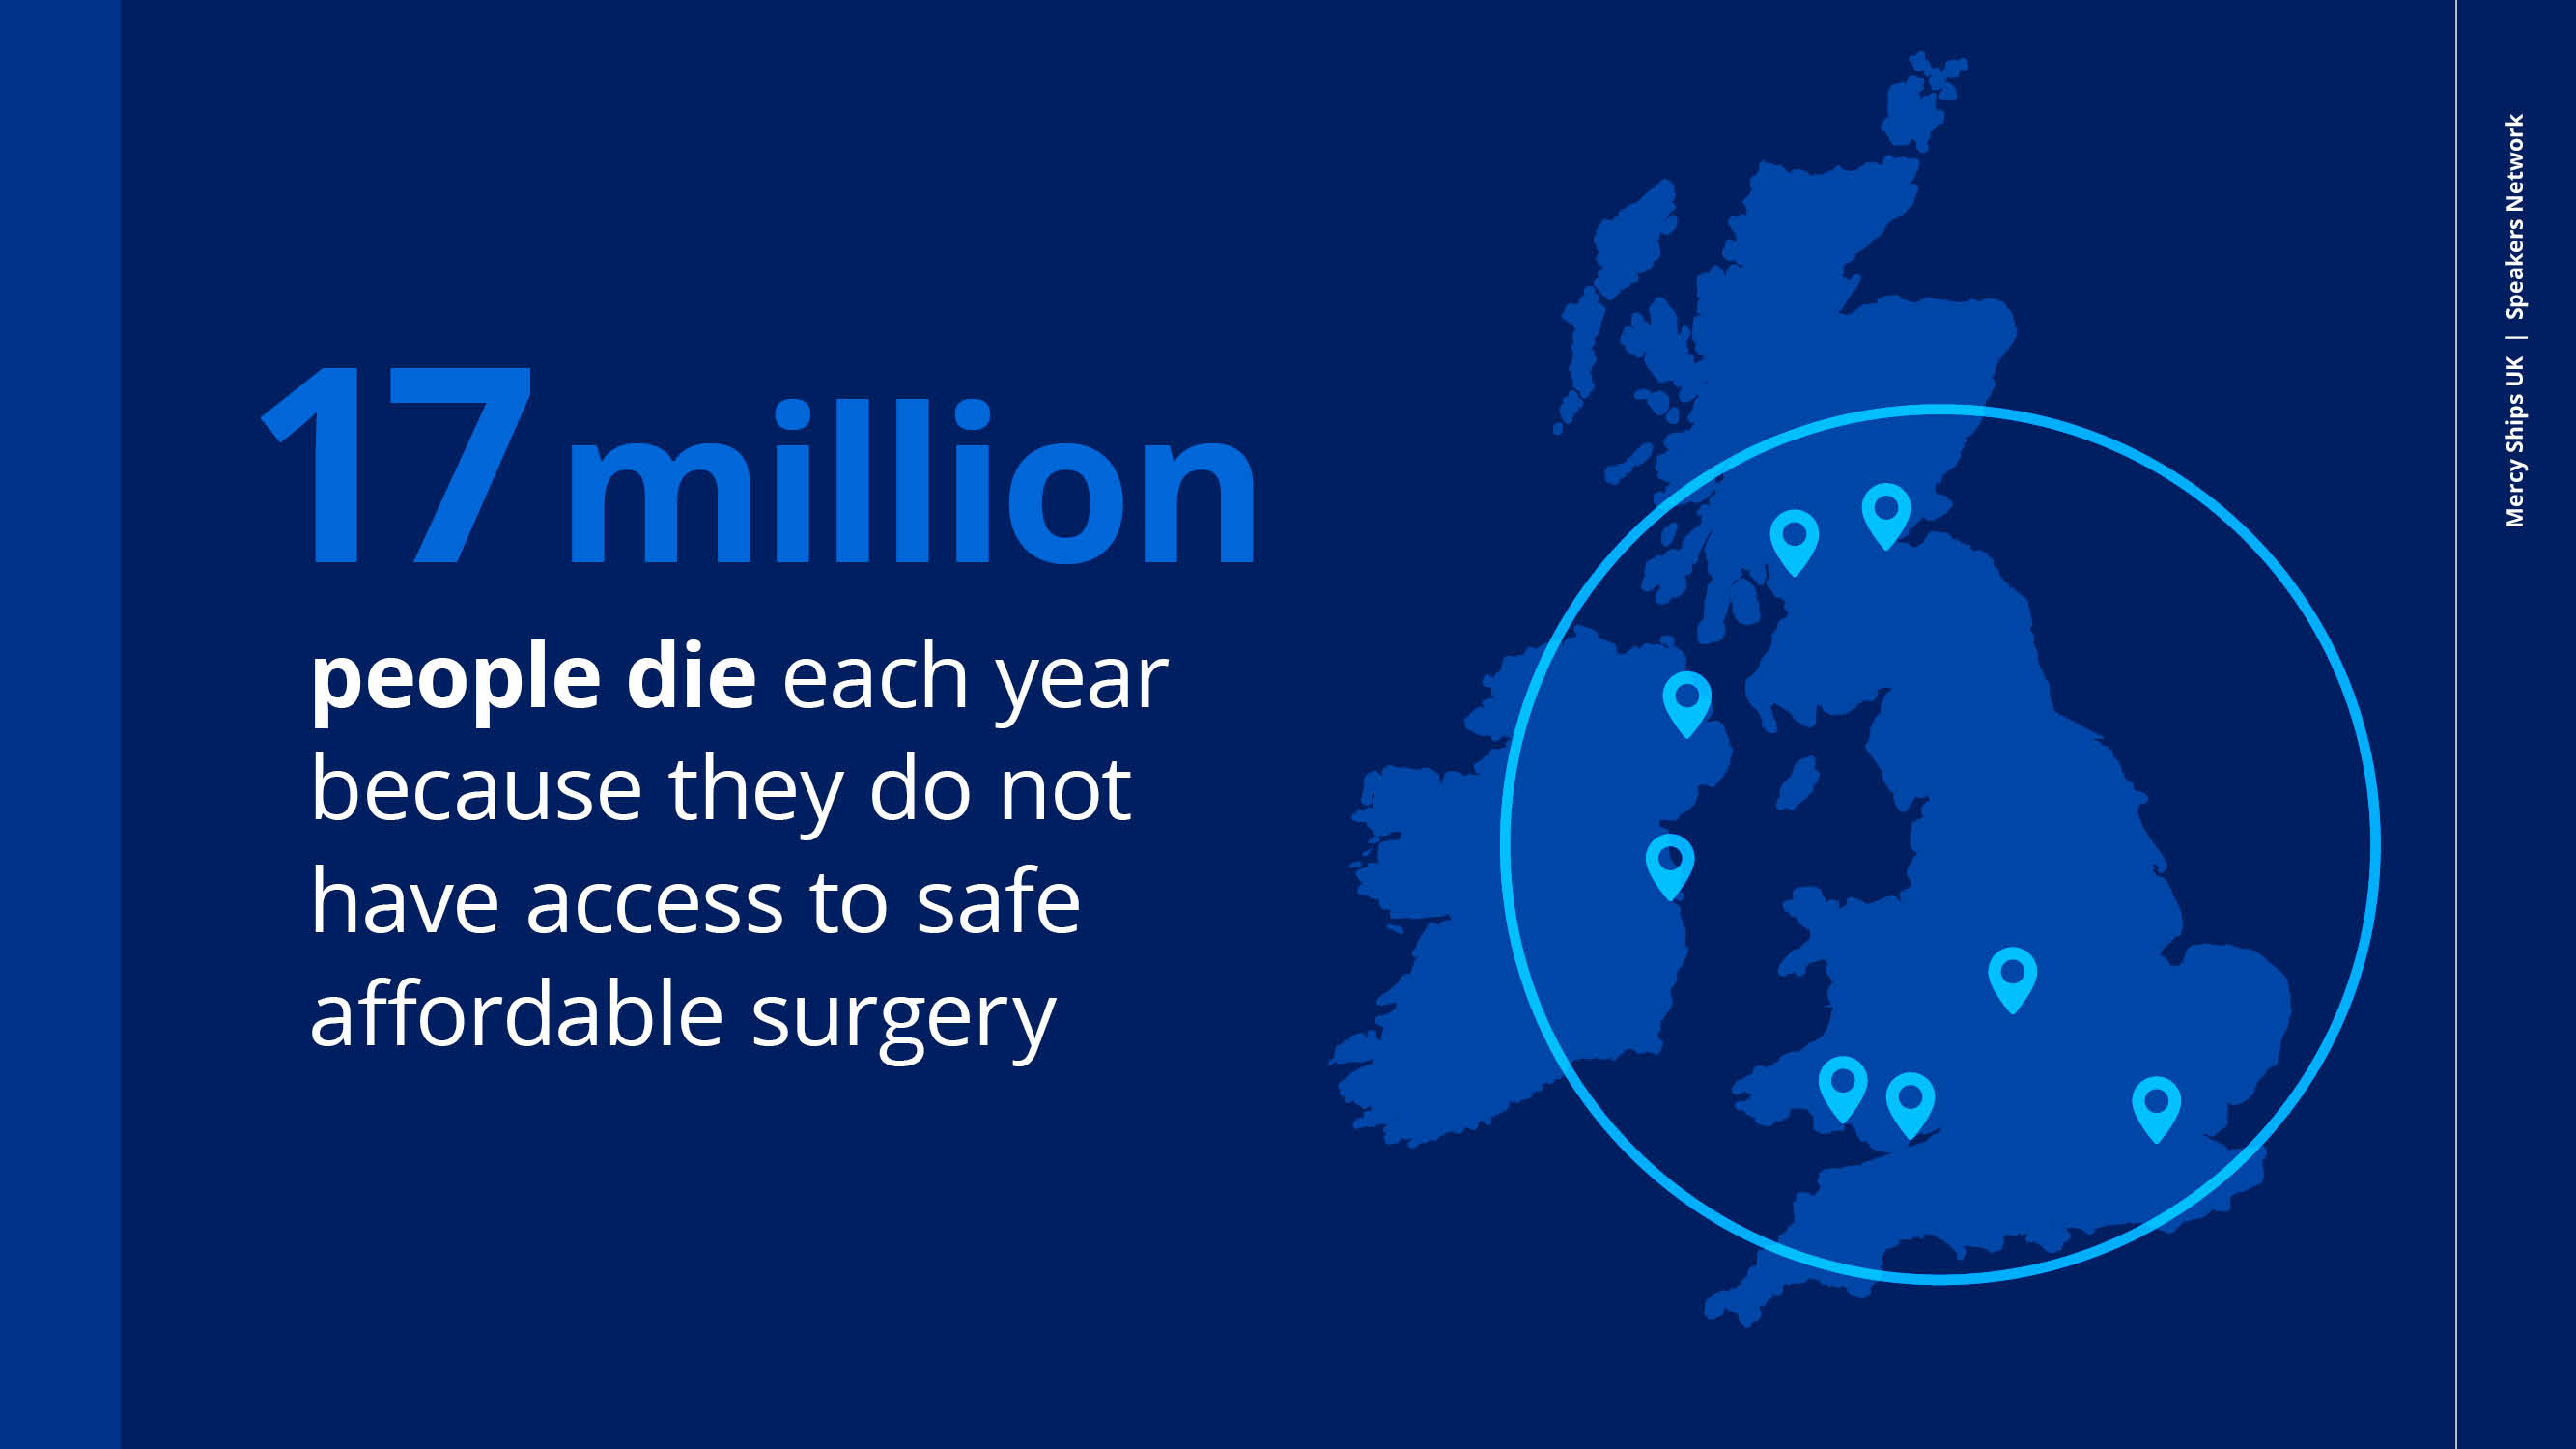 17 million
people die each year
because they do not
have access to safe
affordable surgery
Mercy Ships UK | Speakers Network